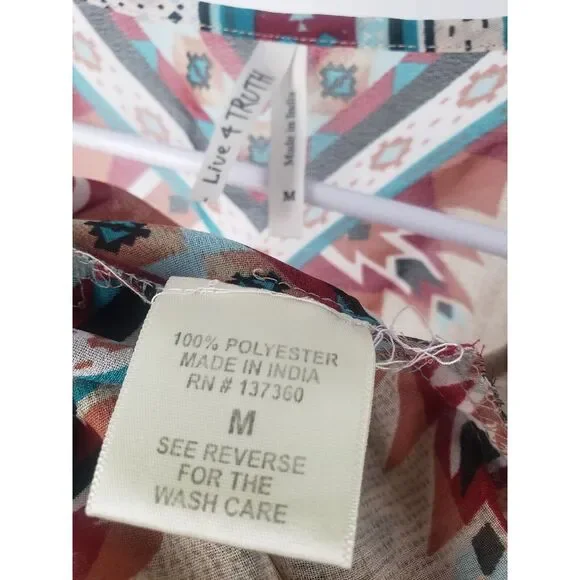 Live 4 TRUTH
Made in India
M
100% POLYESTER
MADE IN INDIA
RN # 137360
M
SEE REVERSE
FOR THE
WASH CARE